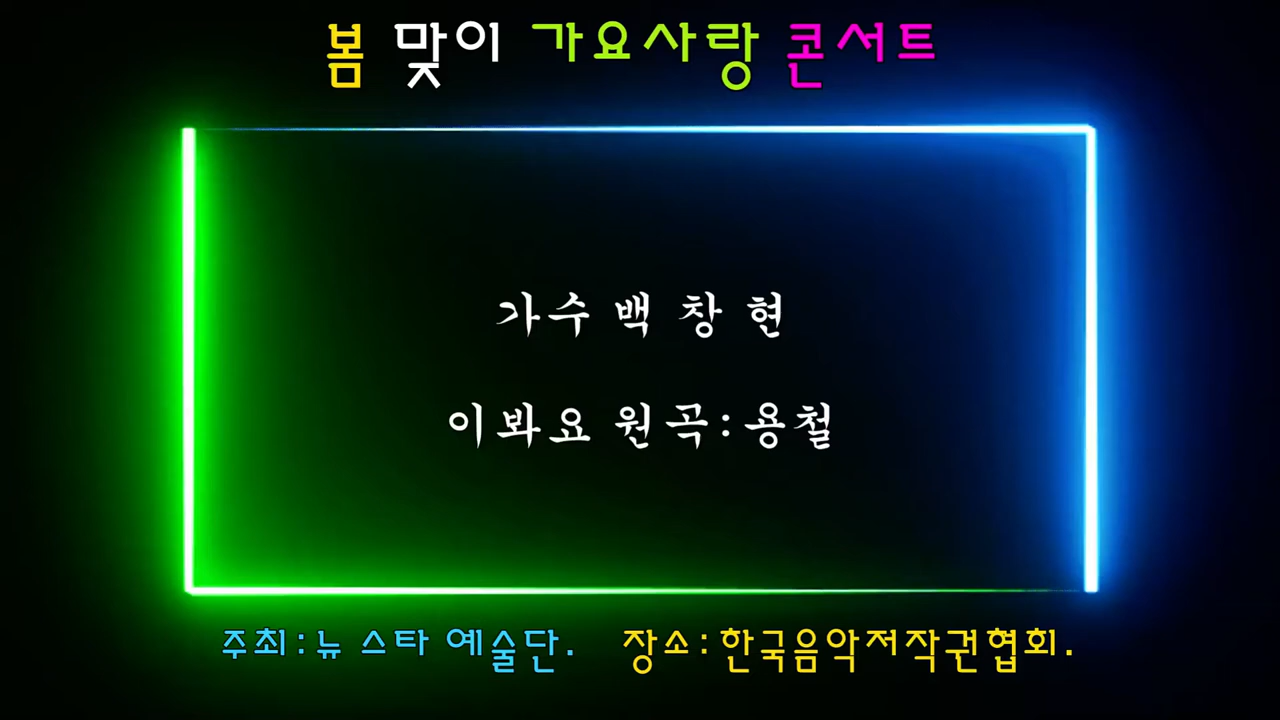 봄 맞이 가요사랑 콘서트
가수 백 창 현
이봐요 원곡:용철
주최:뉴 스타 예술단. 장소:한국음악저작권협회.